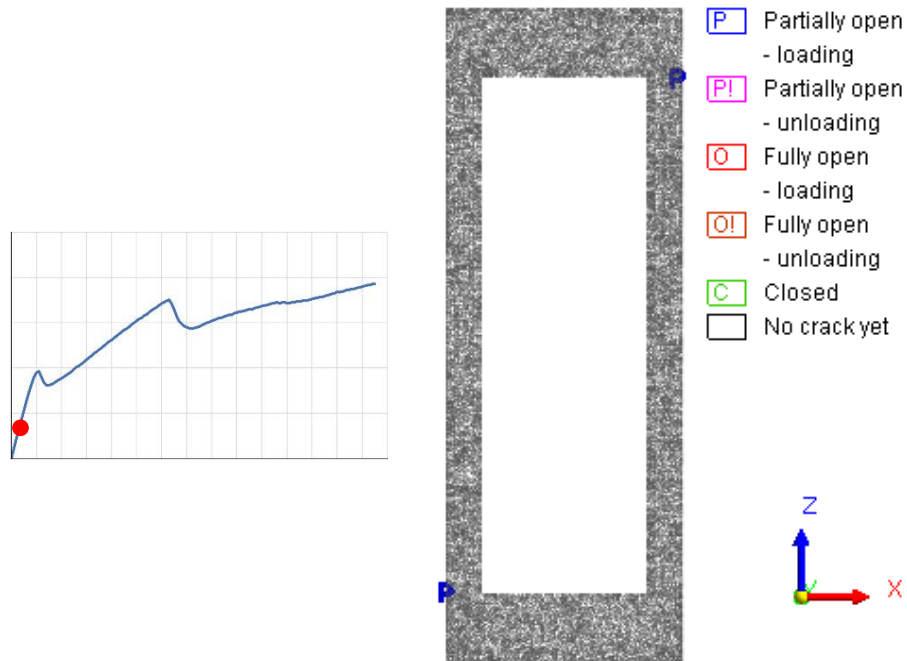 P Partially open
- loading
P! Partially open
- unloading
O Fully open
- loading
O! Fully open
- unloading
C Closed
No crack yet
P
P
Z
Y X